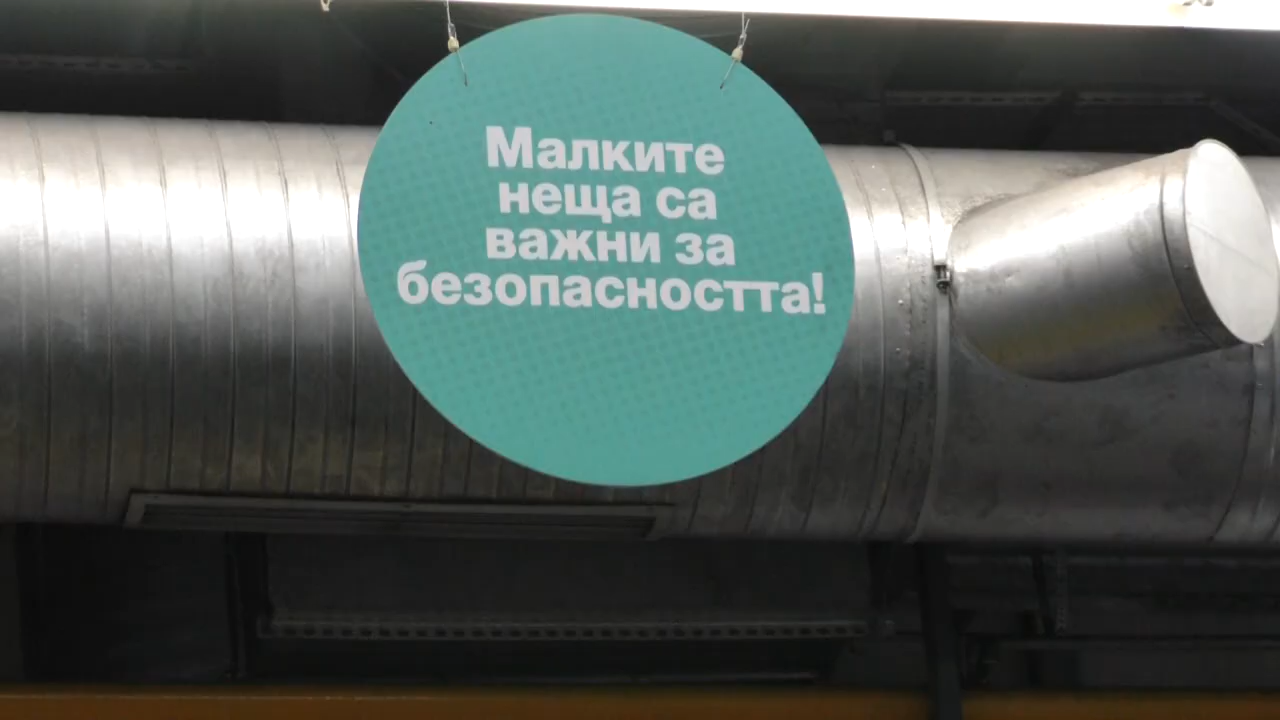 Малките
неща са
важни за
безопасността!